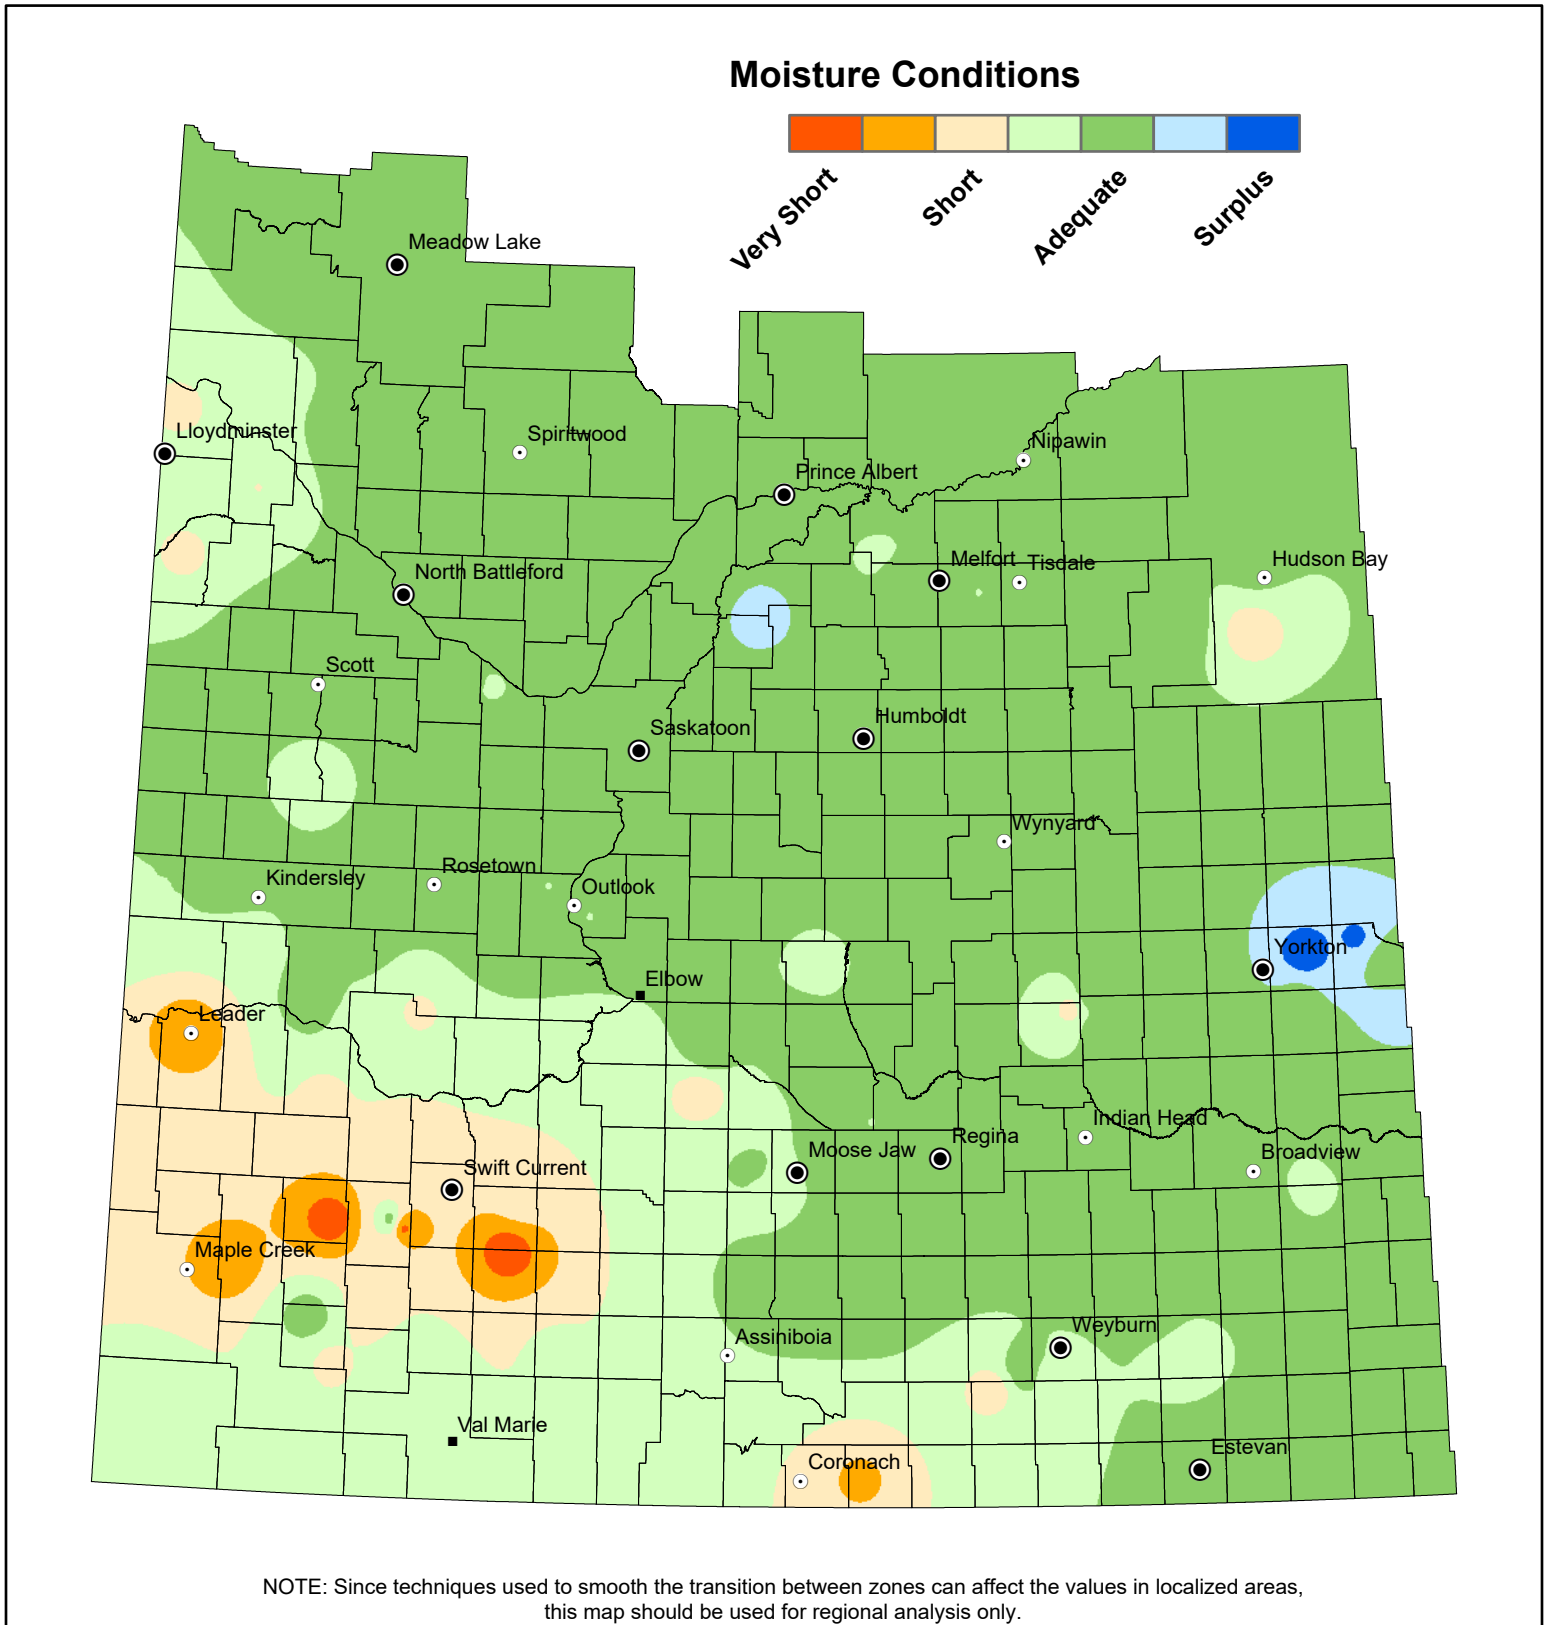 Moisture Conditions
Very Short
Short
Adequate
Surplus
Meadow Lake
Lloydminster
Spiritwood
Nipawin
Prince Albert
North Battleford
Melfort
Tisdale
Hudson Bay
Scott
Saskatoon
Humboldt
Wynyard
Kindersley
Rosetown
Outlook
Yorkton
Elbow
Leader
Indian Head
Swift Current
Moose Jaw
Regina
Broadview
Maple Creek
Assiniboia
Weyburn
Val Marie
Coronach
Estevan
NOTE: Since techniques used to smooth the transition between zones can affect the values in localized areas,
this map should be used for regional analysis only.